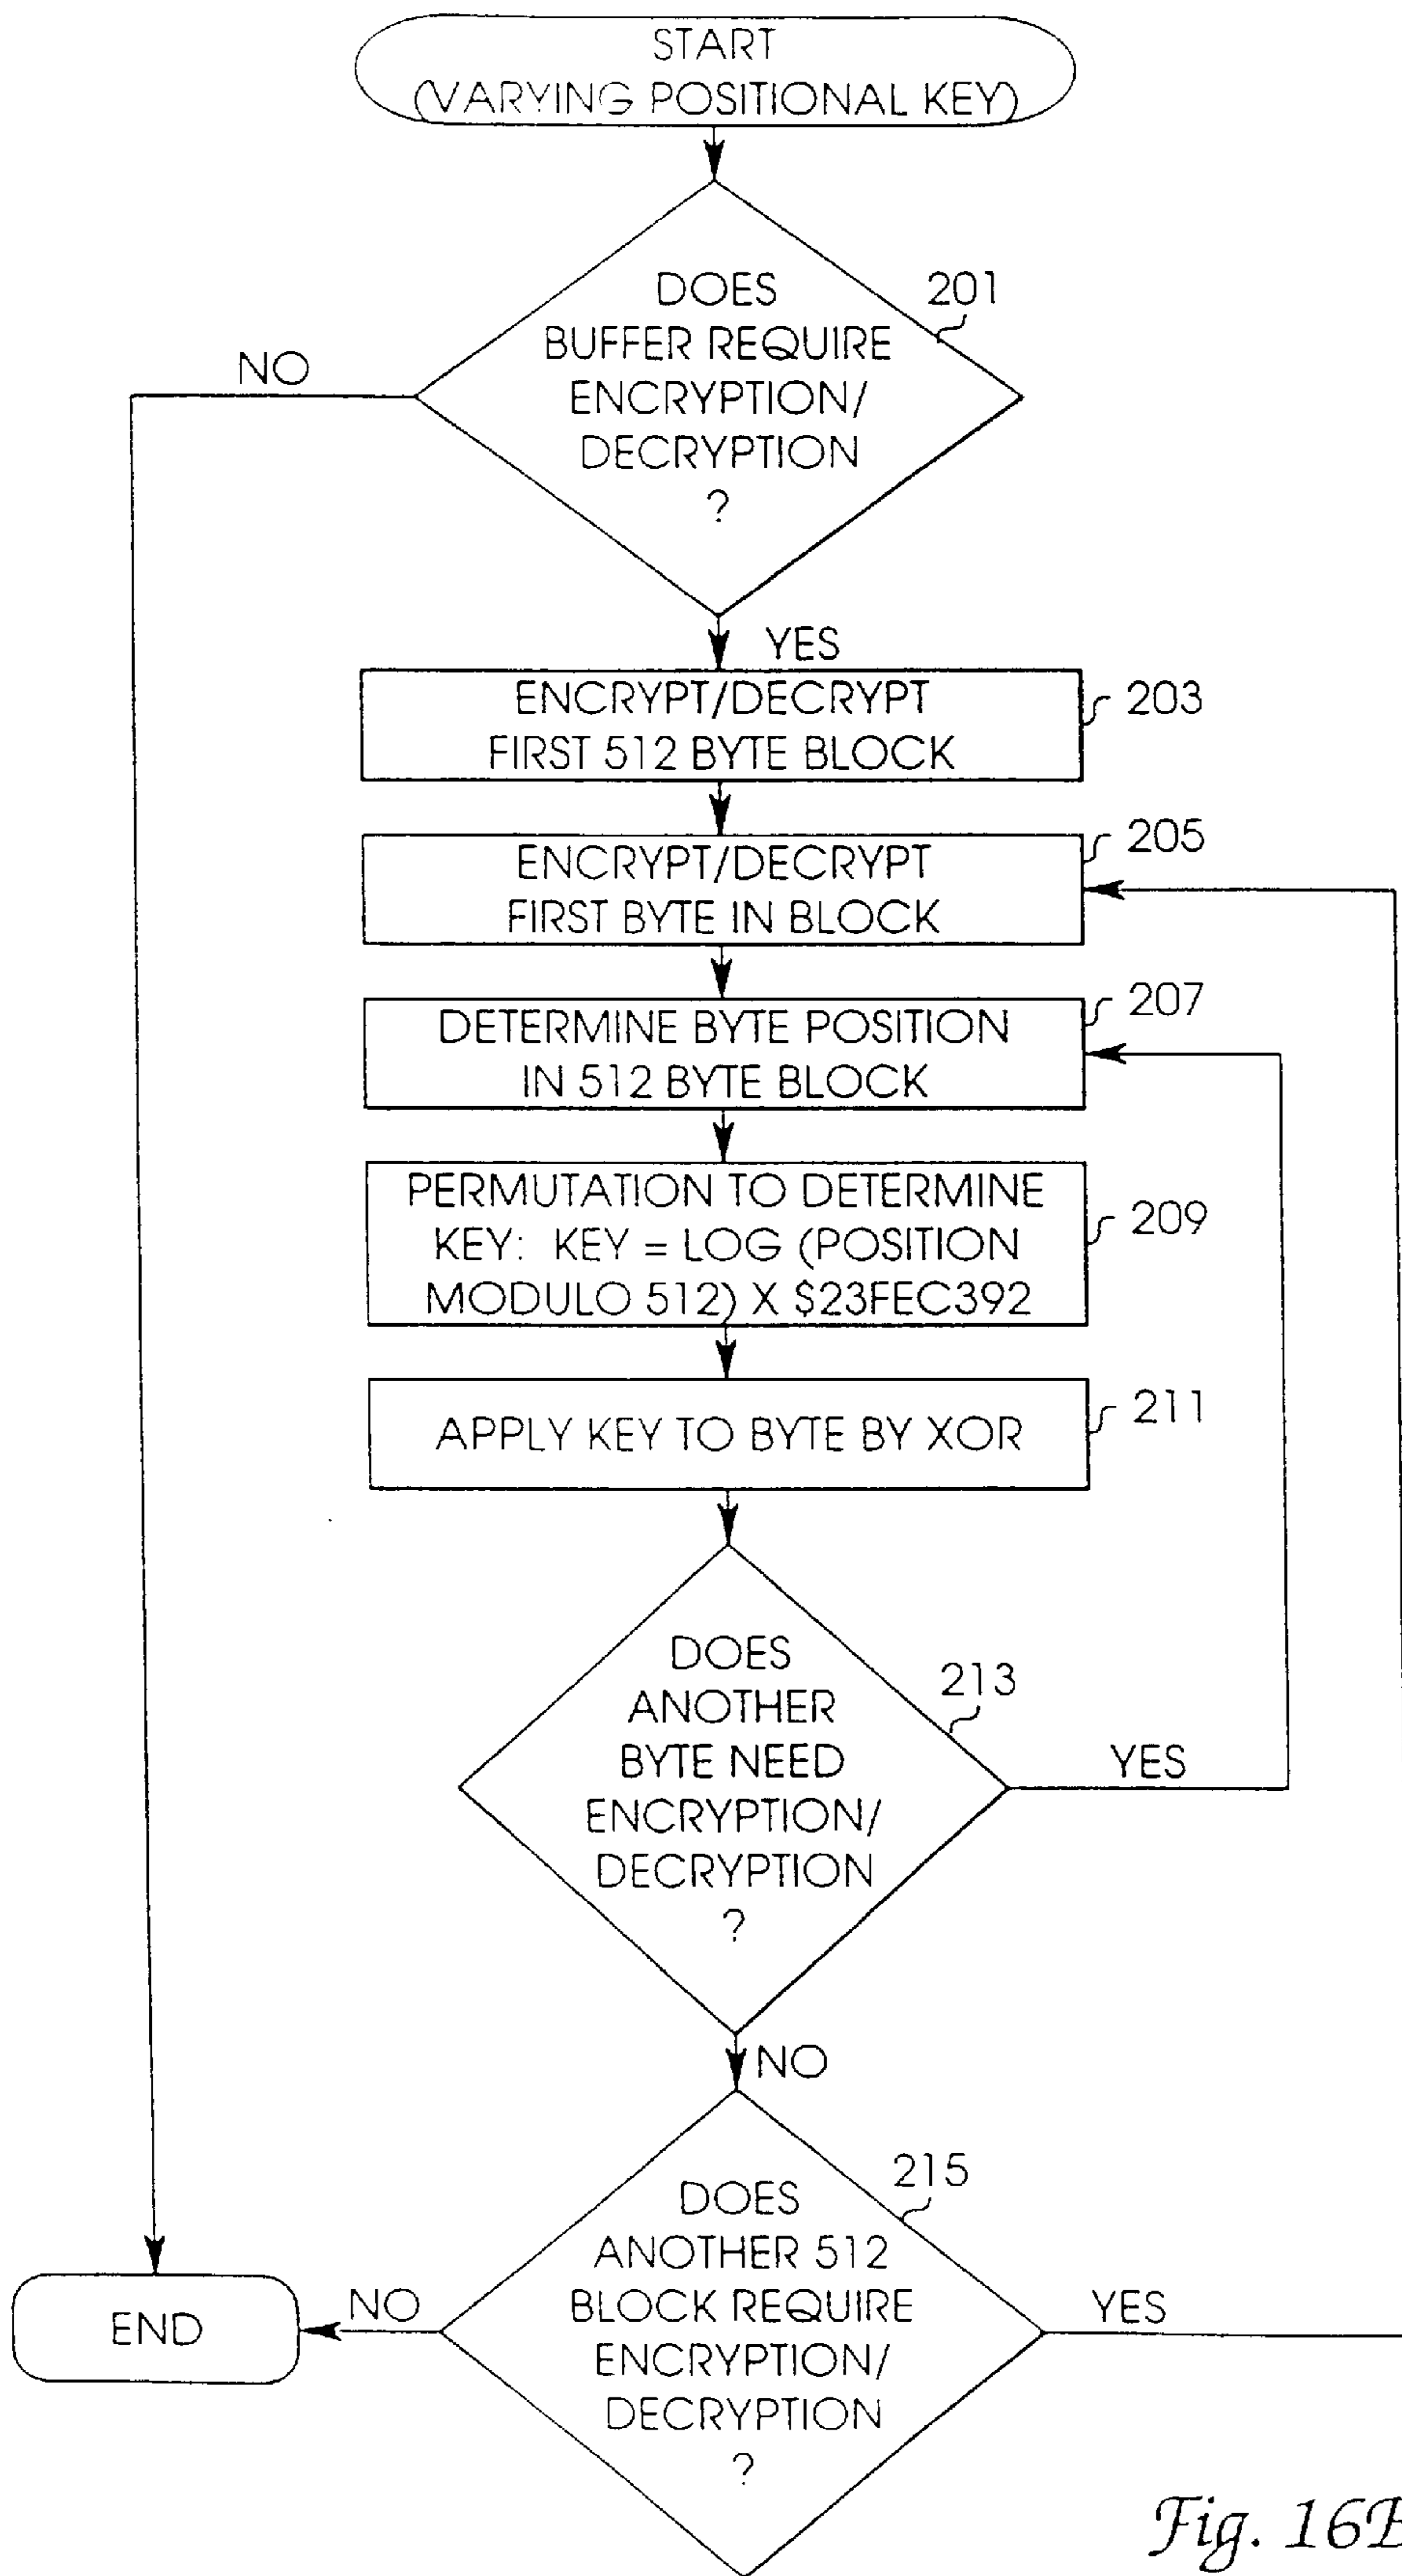 START
(VARYING POSITIONAL KEY)
DOES
BUFFER REQUIRE
ENCRYPTION/
DECRYPTION
?
201
NO
YES
ENCRYPT/DECRYPT
FIRST 512 BYTE BLOCK
203
ENCRYPT/DECRYPT
FIRST BYTE IN BLOCK
205
DETERMINE BYTE POSITION
IN 512 BYTE BLOCK
207
PERMUTATION TO DETERMINE
KEY: KEY = LOG (POSITION
MODULO 512) X $23FEC392
209
APPLY KEY TO BYTE BY XOR
211
DOES
ANOTHER
BYTE NEED
ENCRYPTION/
DECRYPTION
?
213
YES
NO
DOES
ANOTHER 512
BLOCK REQUIRE
ENCRYPTION/
DECRYPTION
?
215
YES
NO
END
Fig.